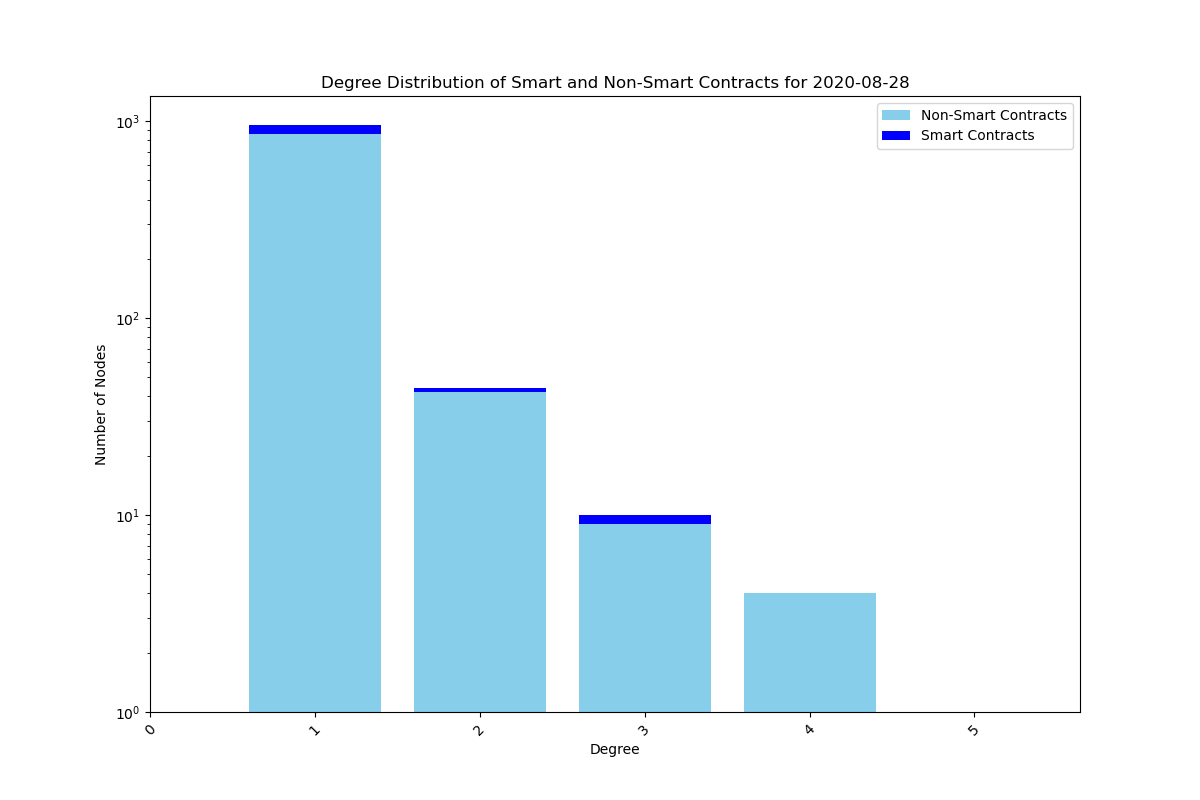 Degree Distribution of Smart and Non-Smart Contracts for 2020-08-28
Non-Smart Contracts
Smart Contracts
10³
10²
10¹
10⁰
Number of Nodes
0 1 2 3 4 5
Degree